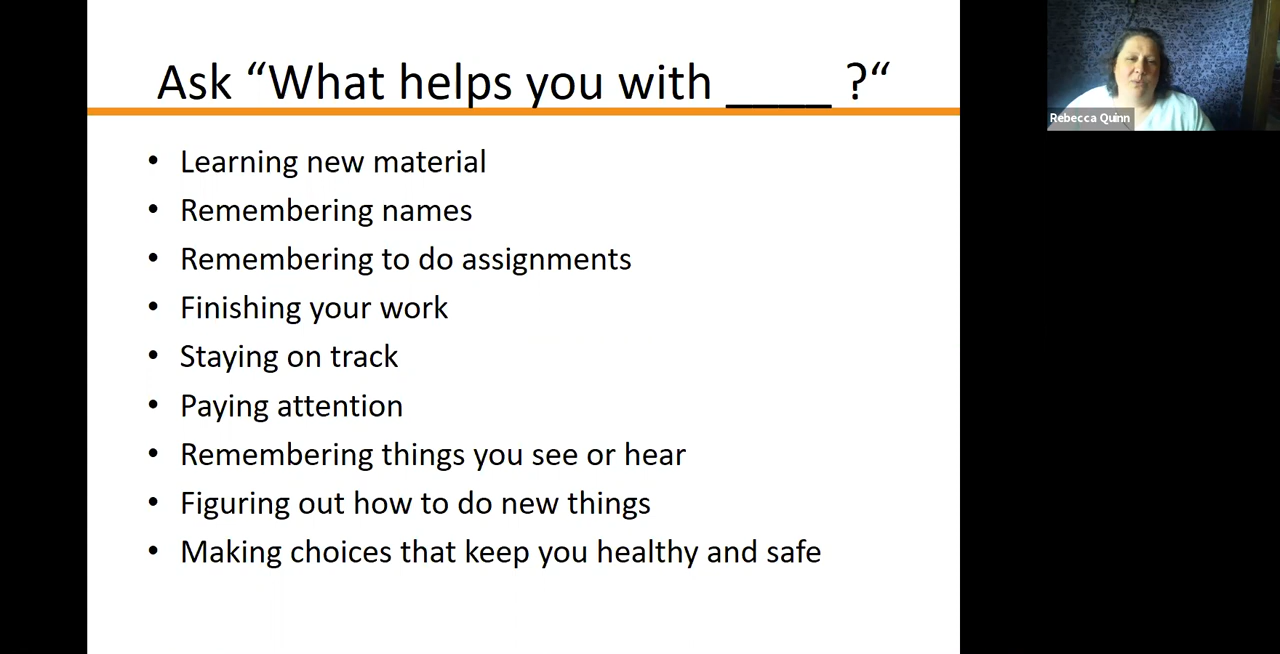 Ask “What helps you with ____ ?“
• Learning new material
• Remembering names
• Remembering to do assignments
• Finishing your work
• Staying on track
• Paying attention
• Remembering things you see or hear
• Figuring out how to do new things
• Making choices that keep you healthy and safe
Rebecca Quinn